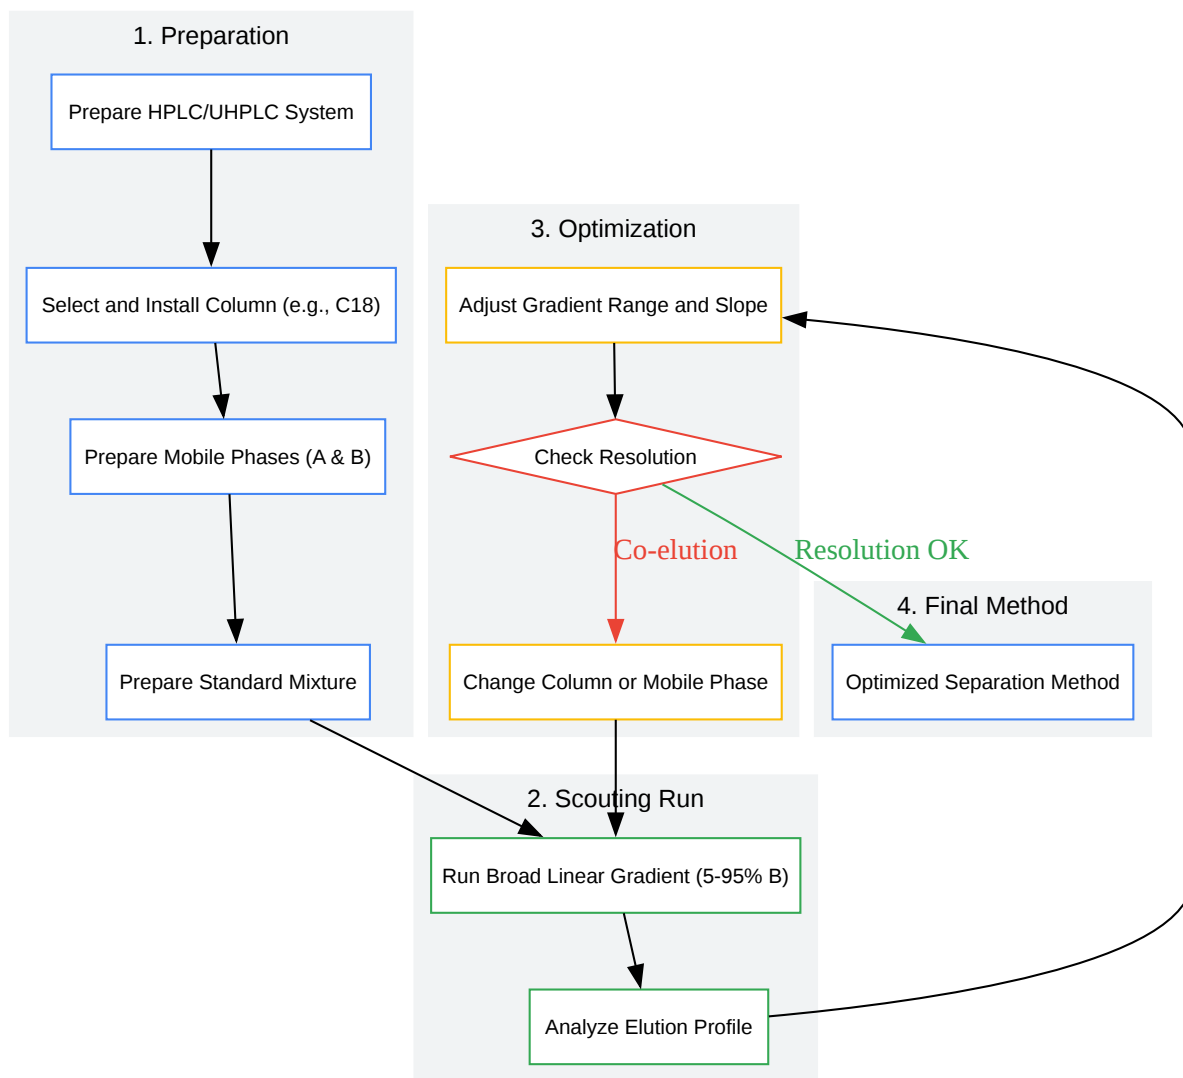 1. Preparation
Prepare HPLC/UHPLC System
Select and Install Column (e.g., C18)
Prepare Mobile Phases (A & B)
Prepare Standard Mixture
3. Optimization
Adjust Gradient Range and Slope
Check Resolution
Co-elution
Resolution OK
Change Column or Mobile Phase
4. Final Method
Optimized Separation Method
2. Scouting Run
Run Broad Linear Gradient (5-95% B)
Analyze Elution Profile